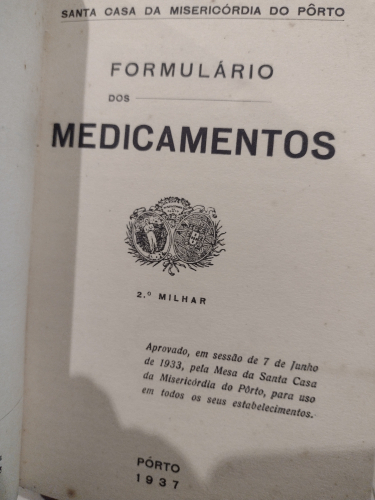 SANTA CASA DA MISERICÓRDIA DO PÔRTO
FORMULÁRIO
DOS
MEDICAMENTOS
2.º MILHAR
Aprovado, em sessão de 7 de Junho
de 1933, pela Mesa da Santa Casa
da Misericórdia do Pôrto, para uso
em todos os seus estabelecimentos.
PÔRTO
1937